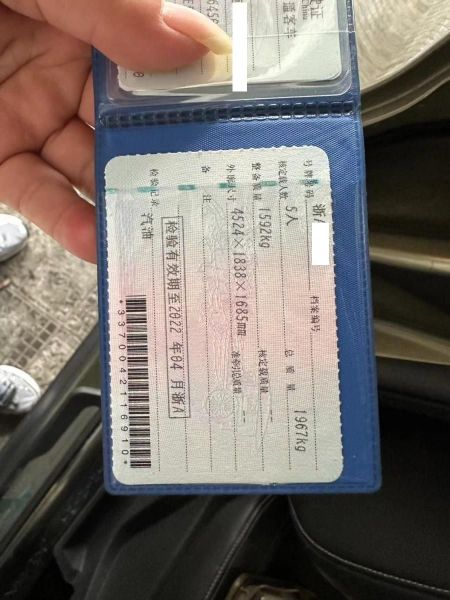 号牌号码 浙 档案编号
核定载人数 5人 总质量 1967kg
整备质量 1592kg 核定载质量 --
外廓尺寸 4524×1838×1685mm 准牵引总质量 --
备注
检验有效期至2022年04月浙A
检验记录 汽油
*3370042116910*